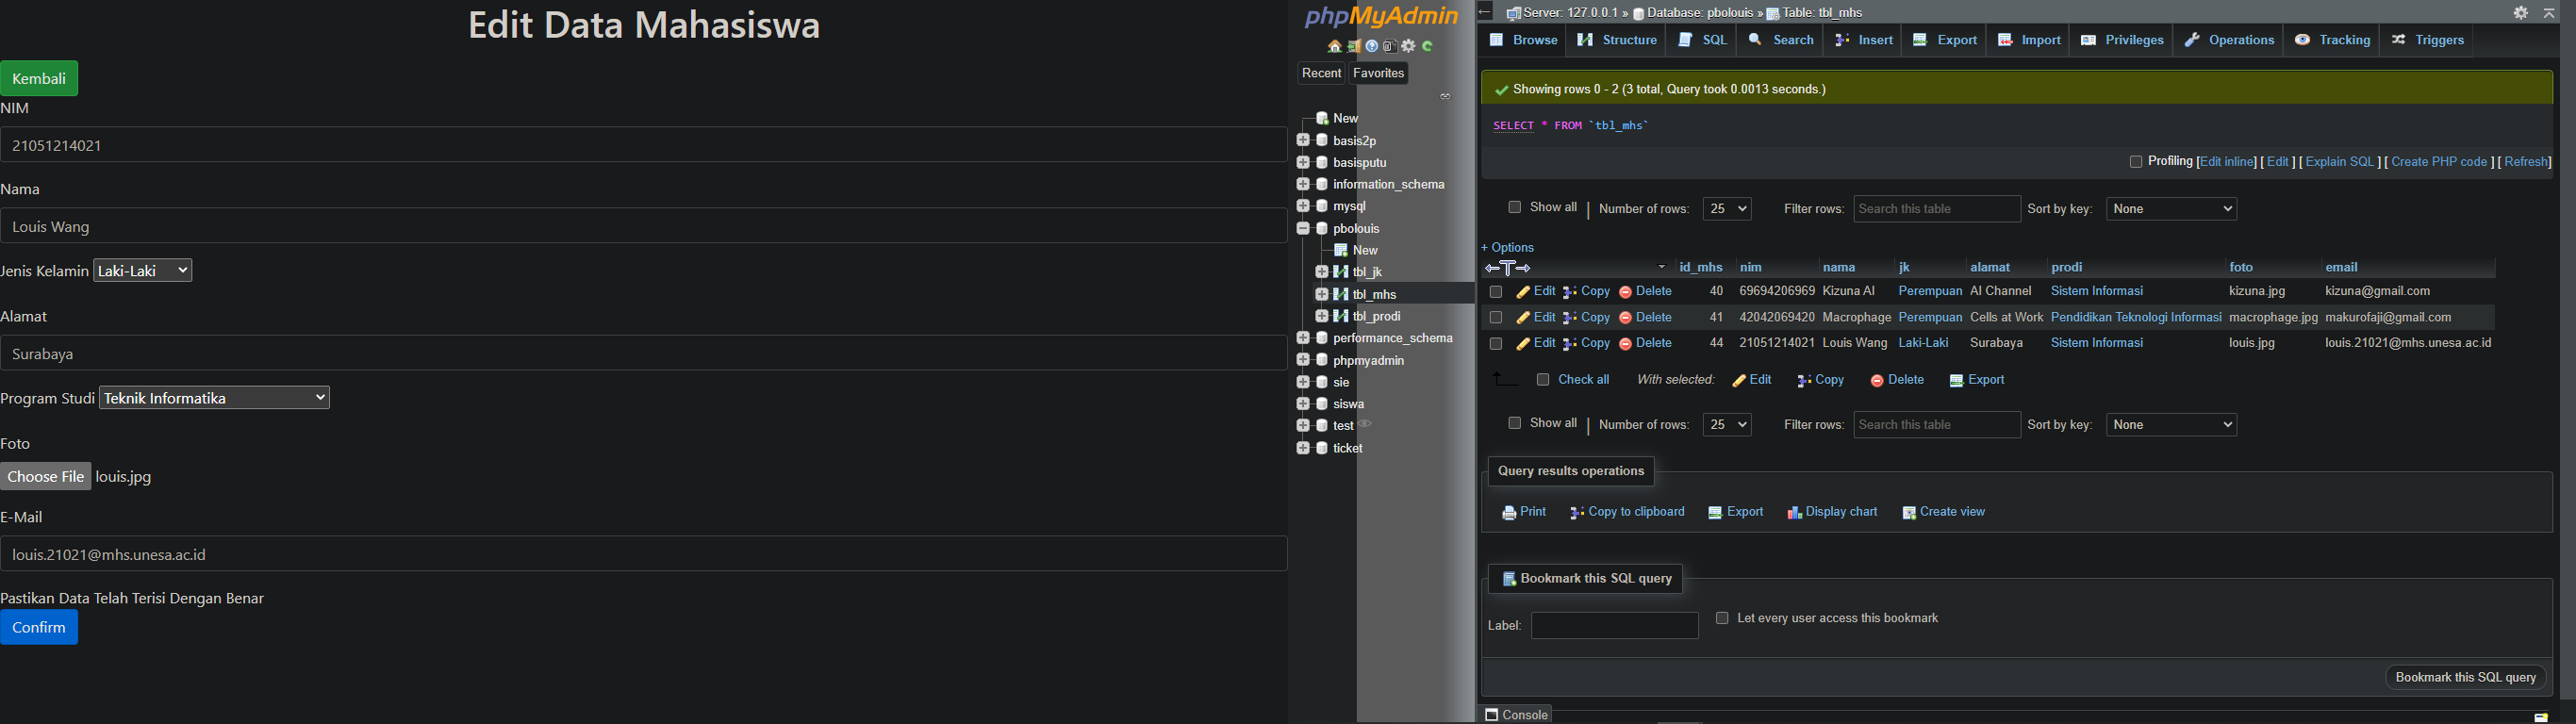 Edit Data Mahasiswa
Kembali
NIM
21051214021
Nama
Louis Wang
Jenis Kelamin Laki-Laki
Alamat
Surabaya
Program Studi Teknik Informatika
Foto
Choose File louis.jpg
E-Mail
louis.21021@mhs.unesa.ac.id
Pastikan Data Telah Terisi Dengan Benar
Confirm
phpMyAdmin
Recent Favorites
New
basis2p
basisputu
information_schema
mysql
pbolouis
New
tbl_jk
tbl_mhs
tbl_prodi
performance_schema
phpmyadmin
sie
siswa
test
ticket
Server: 127.0.0.1 » Database: pbolouis » Table: tbl_mhs
Browse Structure SQL Search Insert Export Import Privileges Operations Tracking Triggers
Showing rows 0 - 2 (3 total, Query took 0.0013 seconds.)
SELECT * FROM `tbl_mhs`
Profiling [Edit inline] [ Edit ] [ Explain SQL ] [ Create PHP code ] [ Refresh]
Show all | Number of rows: 25 Filter rows: Search this table Sort by key: None
+ Options
id_mhs nim nama jk alamat prodi foto email
Edit Copy Delete 40 69694206969 Kizuna AI Perempuan AI Channel Sistem Informasi kizuna.jpg kizuna@gmail.com
Edit Copy Delete 41 42042069420 Macrophage Perempuan Cells at Work Pendidikan Teknologi Informasi macrophage.jpg makurofaji@gmail.com
Edit Copy Delete 44 21051214021 Louis Wang Laki-Laki Surabaya Sistem Informasi louis.jpg louis.21021@mhs.unesa.ac.id
Check all With selected: Edit Copy Delete Export
Show all | Number of rows: 25 Filter rows: Search this table Sort by key: None
Query results operations
Print Copy to clipboard Export Display chart Create view
Bookmark this SQL query
Label: Let every user access this bookmark
Bookmark this SQL query
Console